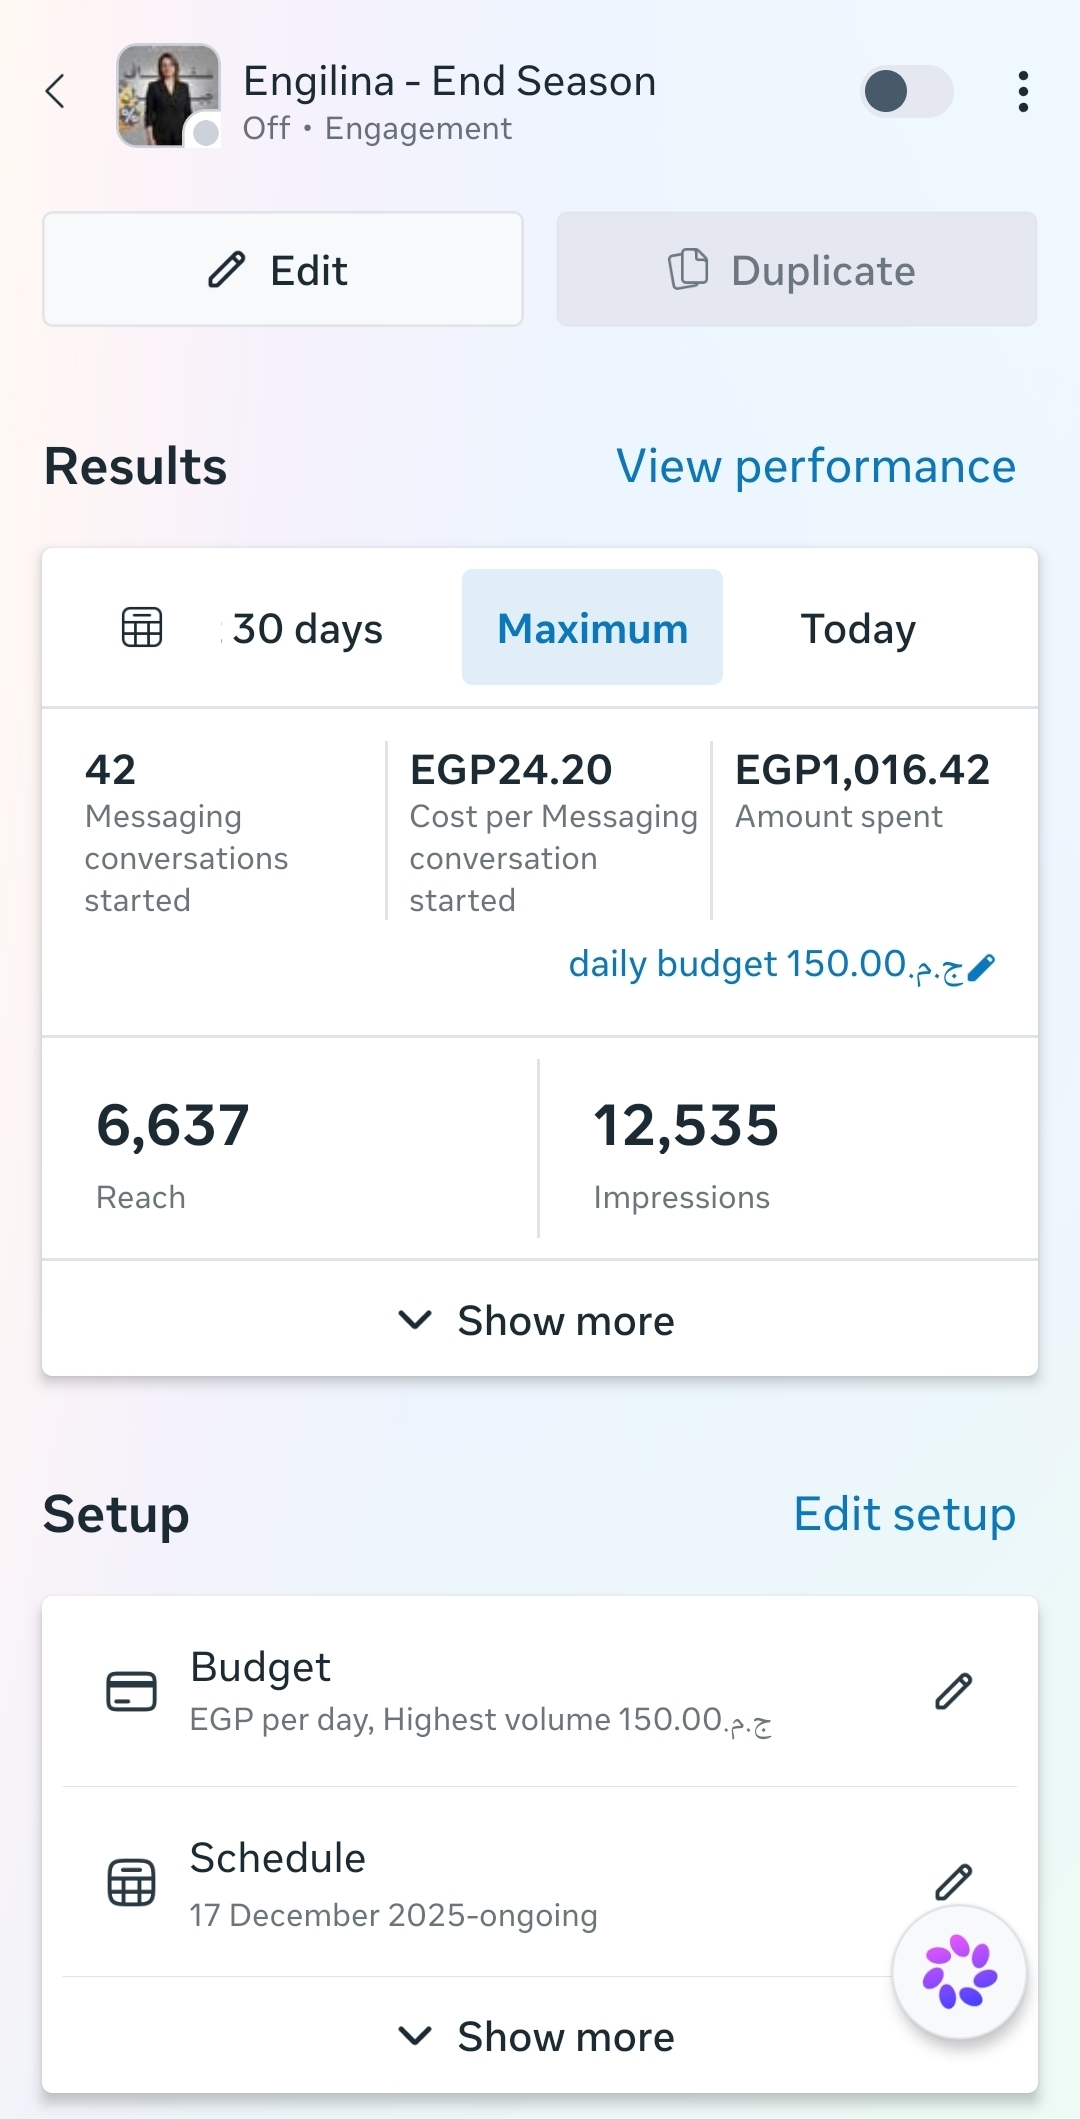 Engilina - End Season
Off • Engagement
Edit
Duplicate
Results
View performance
30 days
Maximum
Today
42
Messaging
conversations
started
EGP24.20
Cost per Messaging
conversation
started
EGP1,016.42
Amount spent
daily budget 150.00.ج.م
6,637
Reach
12,535
Impressions
Show more
Setup
Edit setup
Budget
EGP per day, Highest volume 150.00.ج.م
Schedule
17 December 2025-ongoing
Show more